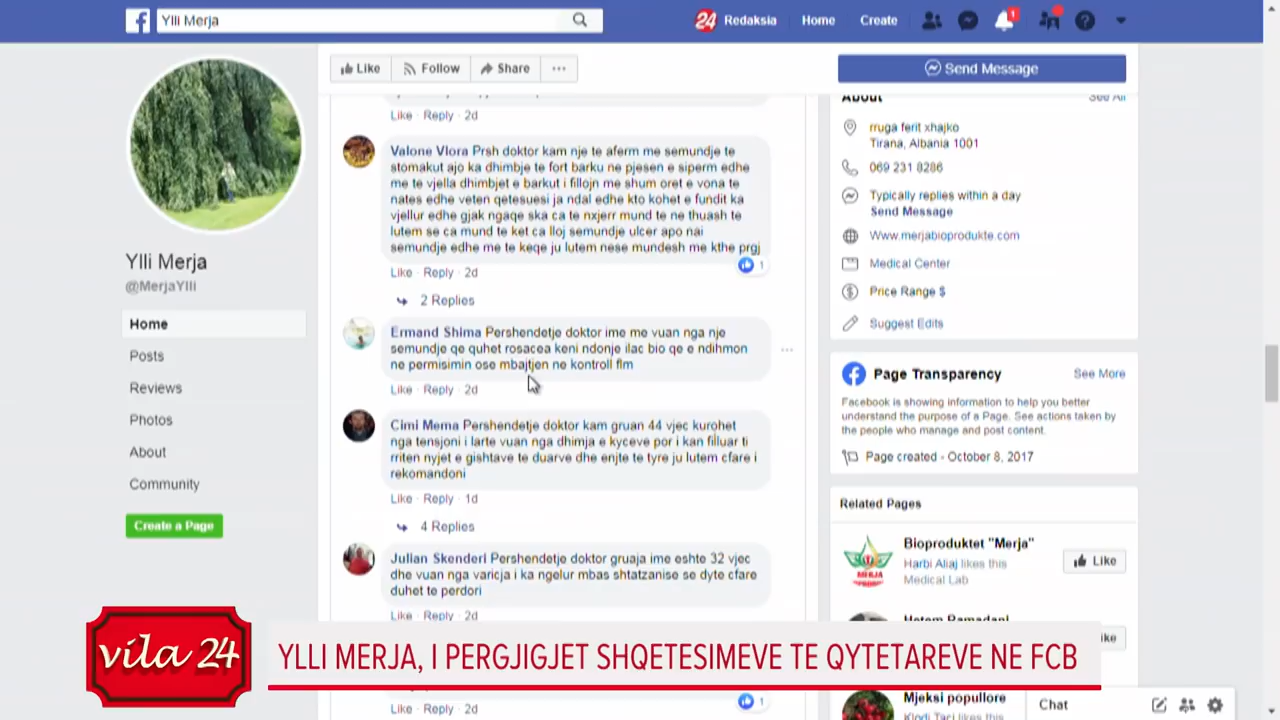 Ylli Merja
24 Redaksia Home Create
1
Like Follow Share ...
Send Message
Ylli Merja
@MerjaYlli
Home
Posts
Reviews
Photos
About
Community
Create a Page
Like · Reply · 2d
Valone Vlora Prsh doktor kam nje te aferm me semundje te
stomakut ajo ka dhimbje te fort barku ne pjesen e siperm edhe
me te vjella dhimbjet e barkut i fillojn me shum oret e vona te
nates edhe veten qetesuesi ja ndal edhe kto kohet e fundit ka
vjellur edhe gjak ngaqe ska ca te nxjerr mund te ne thuash te
lutem se ca mund te ket ca lloj semundje ulcer apo nai
semundje edhe me te keqe ju lutem nese mundesh me kthe prgj
1
Like · Reply · 2d
2 Replies
Ermand Shima Pershendetje doktor ime me vuan nga nje
semundje qe quhet rosacea keni ndonje ilac bio qe e ndihmon
ne permisimin ose mbajtjen ne kontroll flm
Like · Reply · 2d
Cimi Mema Pershendetje doktor kam gruan 44 vjec kurohet
nga tensjoni i larte vuan nga dhimja e kyceve por i kan filluar ti
rriten nyjet e gishtave te duarve dhe enjte te tyre ju lutem cfare i
rekomandoni
Like · Reply · 1d
4 Replies
Julian Skenderi Pershendetje doktor gruaja ime eshte 32 vjec
dhe vuan nga varicja i ka ngelur mbas shtatzanise se dyte cfare
duhet te perdori
Like · Reply · 2d
1
Like · Reply · 2d
About See All
rruga ferit xhajko
Tirana, Albania 1001
069 231 8286
Typically replies within a day
Send Message
Www.merjabioprodukte.com
Medical Center
Price Range $
Suggest Edits
Page Transparency See More
Facebook is showing information to help you better
understand the purpose of a Page. See actions taken by
the people who manage and post content.
Page created - October 8, 2017
Related Pages
MERJA
Bioproduktet "Merja"
Harbi Aliaj likes this
Medical Lab
Like
Hetem Ramadani
ike
Mjeksi popullore
Klodi Taci likes this
Chat
vila 24
YLLI MERJA, I PERGJIGJET SHQETESIMEVE TE QYTETAREVE NE FCB